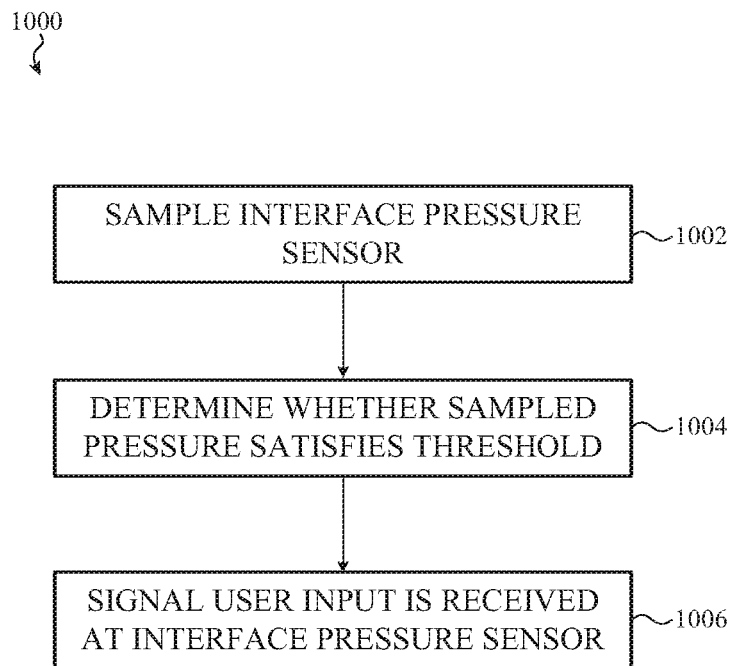 1000
SAMPLE INTERFACE PRESSURE
SENSOR
1002
DETERMINE WHETHER SAMPLED
PRESSURE SATISFIES THRESHOLD
1004
SIGNAL USER INPUT IS RECEIVED
AT INTERFACE PRESSURE SENSOR
1006